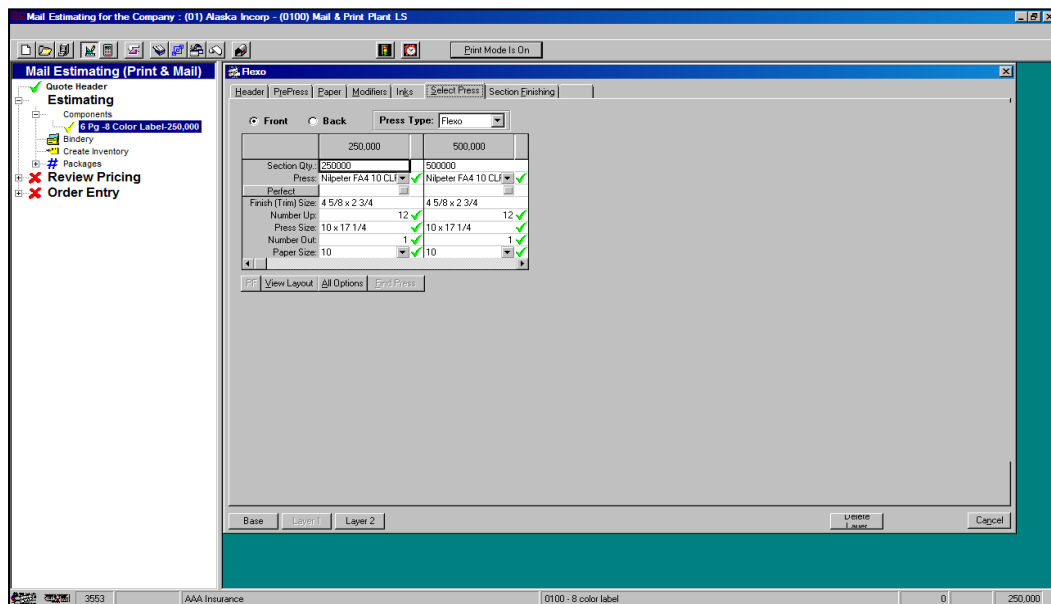 Mail Estimating for the Company : (01) Alaska Incorp - (0100) Mail & Print Plant LS
Print Mode Is On
Mail Estimating (Print & Mail)
Quote Header
Estimating
Components
6 Pg -8 Color Label-250,000
Bindery
Create Inventory
Packages
Review Pricing
Order Entry
Flexo
Header PrePress Paper Modifiers Inks Select Press Section Finishing
Front Back Press Type: Flexo
250,000 500,000
Section Qty.: 250000 500000
Press: Nilpeter FA4 10 CLF Nilpeter FA4 10 CLF
Perfect
Finish (Trim) Size: 4 5/8 x 2 3/4 4 5/8 x 2 3/4
Number Up: 12 12
Press Size: 10 x 17 1/4 10 x 17 1/4
Number Out: 1 1
Paper Size: 10 10
PF View Layout All Options Find Press
Base Layer 1 Layer 2 Delete Layer Cancel
3553 AAA Insurance 0100 - 8 color label 0 250,000